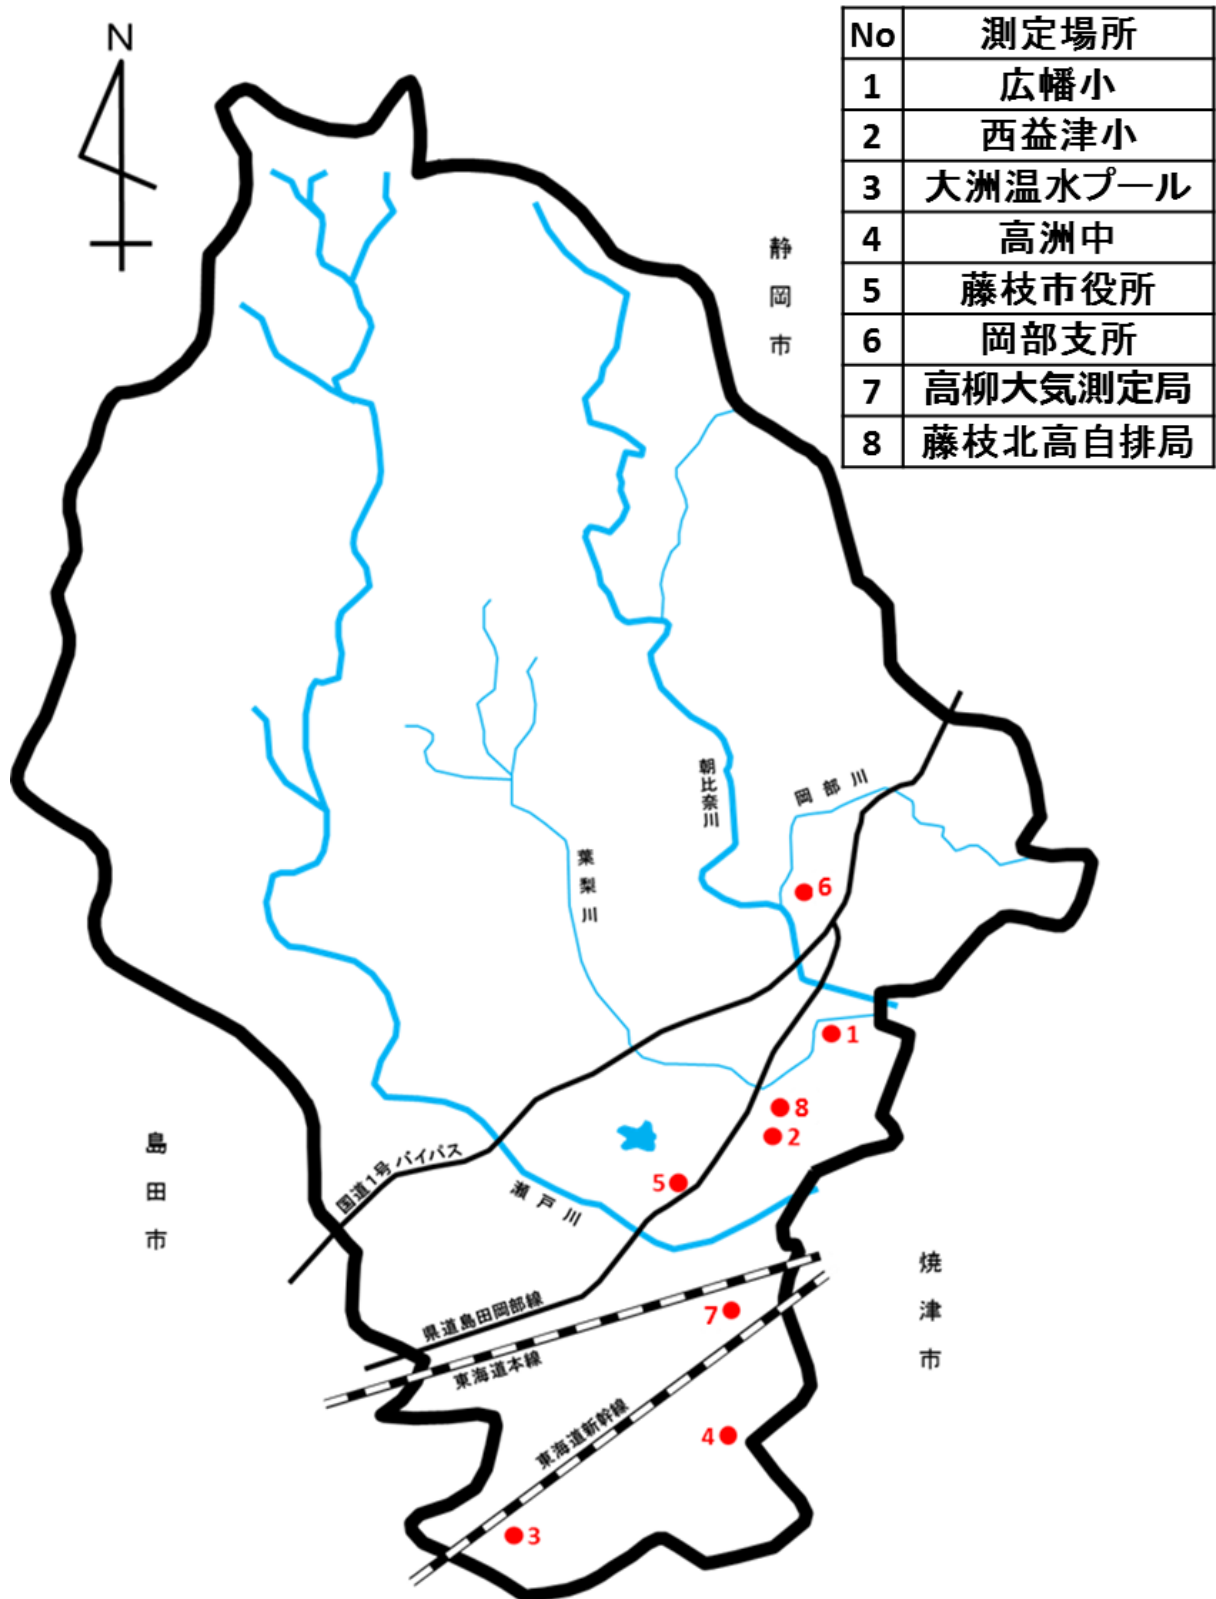 N
No 測定場所
1 広幡小
2 西益津小
3 大洲温水プール
4 高洲中
5 藤枝市役所
6 岡部支所
7 高柳大気測定局
8 藤枝北高自排局
静岡市
朝比奈川
岡部川
葉梨川
6
1
8
2
5
国道1号バイパス
瀬戸川
島田市
焼津市
県道島田岡部線
7
東海道本線
東海道新幹線
4
3